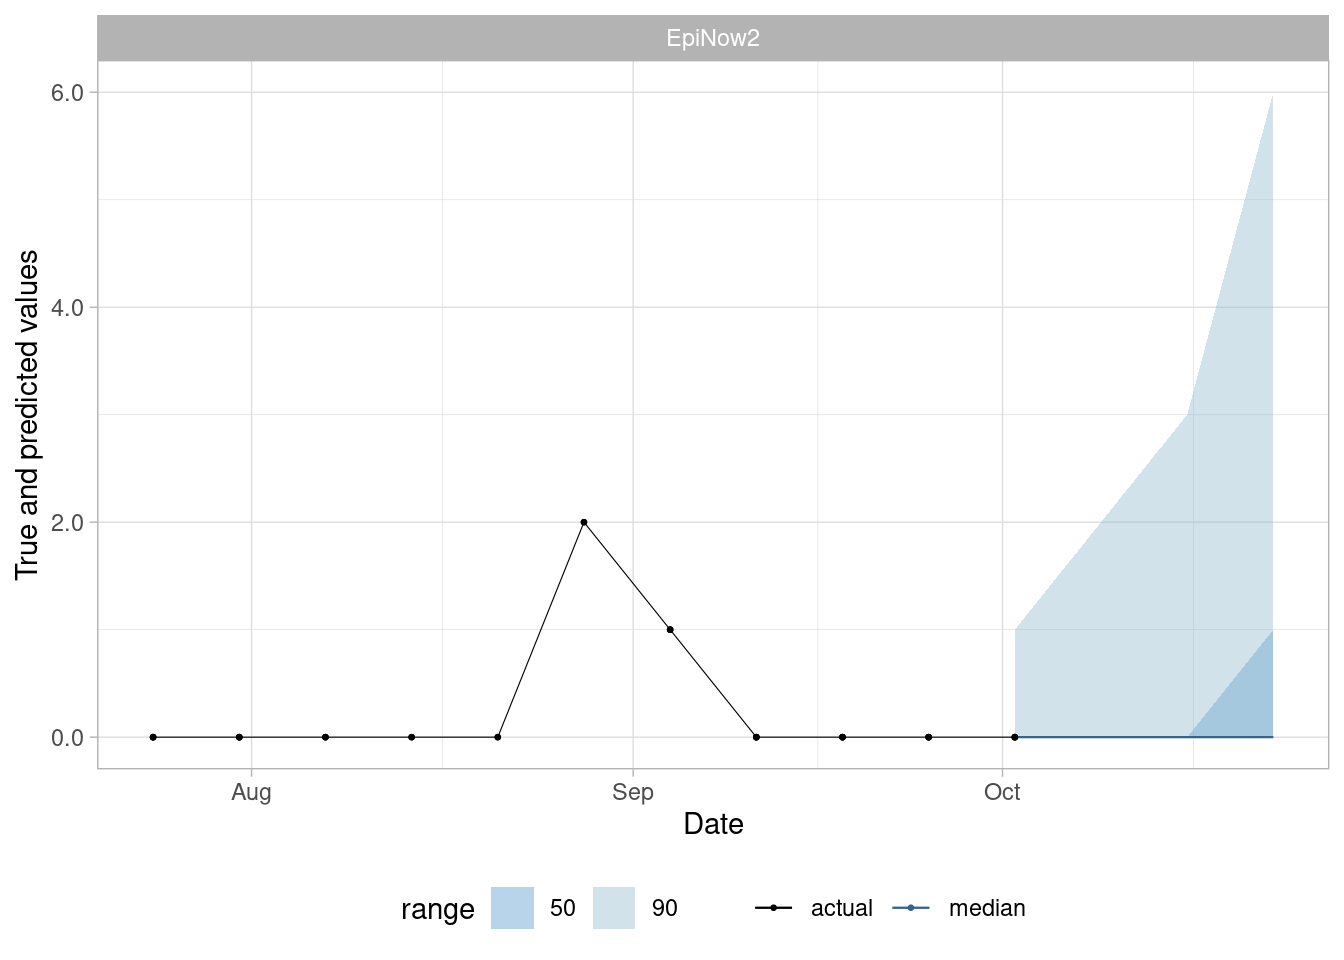 EpiNow2
6.0
4.0
2.0
0.0
True and predicted values
Aug Sep Oct
Date
range 50 90 actual median